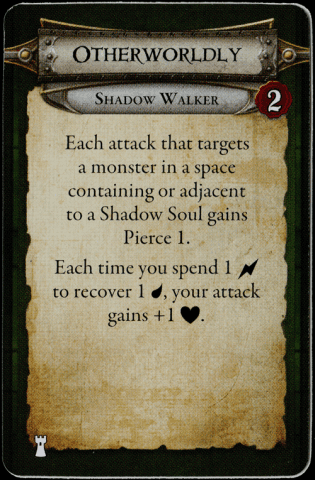 Otherworldly
Shadow Walker
2
Each attack that targets
a monster in a space
containing or adjacent
to a Shadow Soul gains
Pierce 1.
Each time you spend 1
to recover 1 , your attack
gains +1 .